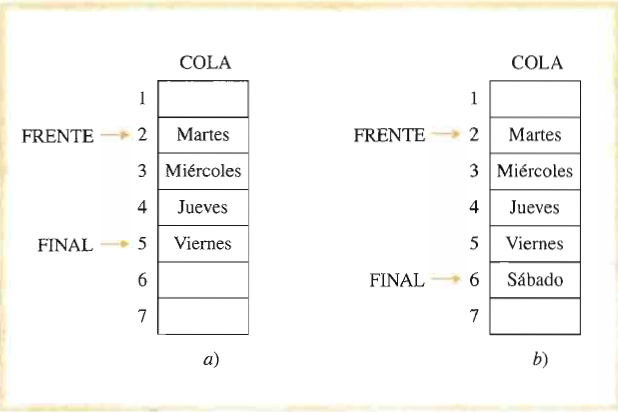 COLA
1
FRENTE 2 Martes
3 Miércoles
4 Jueves
FINAL 5 Viernes
6
7
a)
COLA
1
FRENTE 2 Martes
3 Miércoles
4 Jueves
5 Viernes
FINAL 6 Sábado
7
b)